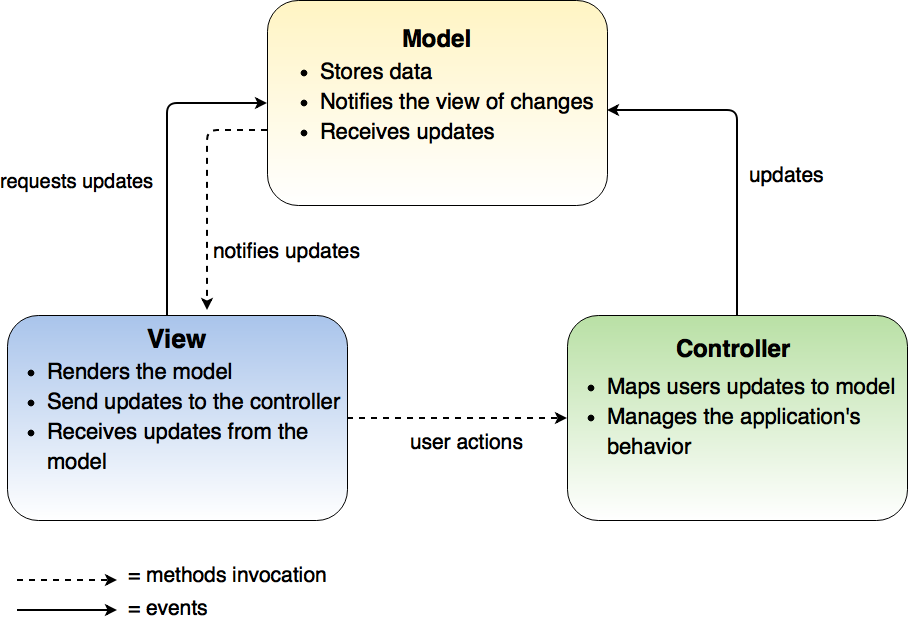 Model
• Stores data
• Notifies the view of changes
• Receives updates
requests updates
updates
notifies updates
View
• Renders the model
• Send updates to the controller
• Receives updates from the
model
Controller
• Maps users updates to model
• Manages the application's
behavior
user actions
= methods invocation
= events